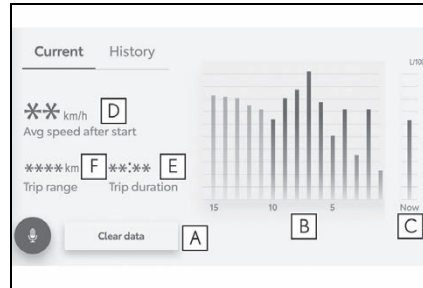 Current History
L/100
** km/h D
Avg speed after start
****km F **:** E
Trip range Trip duration
15 10 5 Now
B C
Clear data A